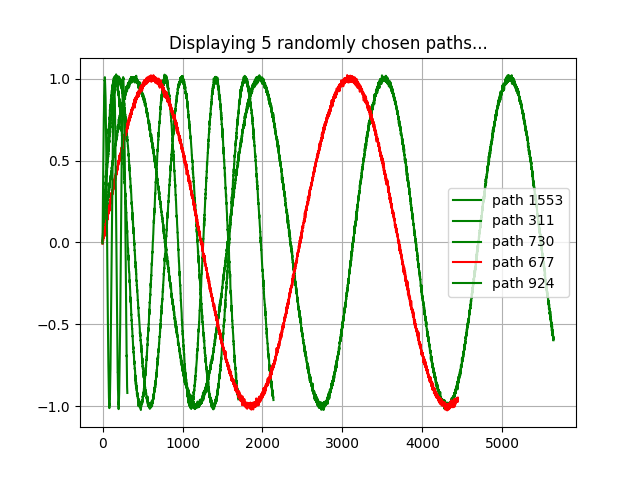 Displaying 5 randomly chosen paths...
1.0
0.5
0.0
−0.5
−1.0
path 1553
path 311
path 730
path 677
path 924
0 1000 2000 3000 4000 5000